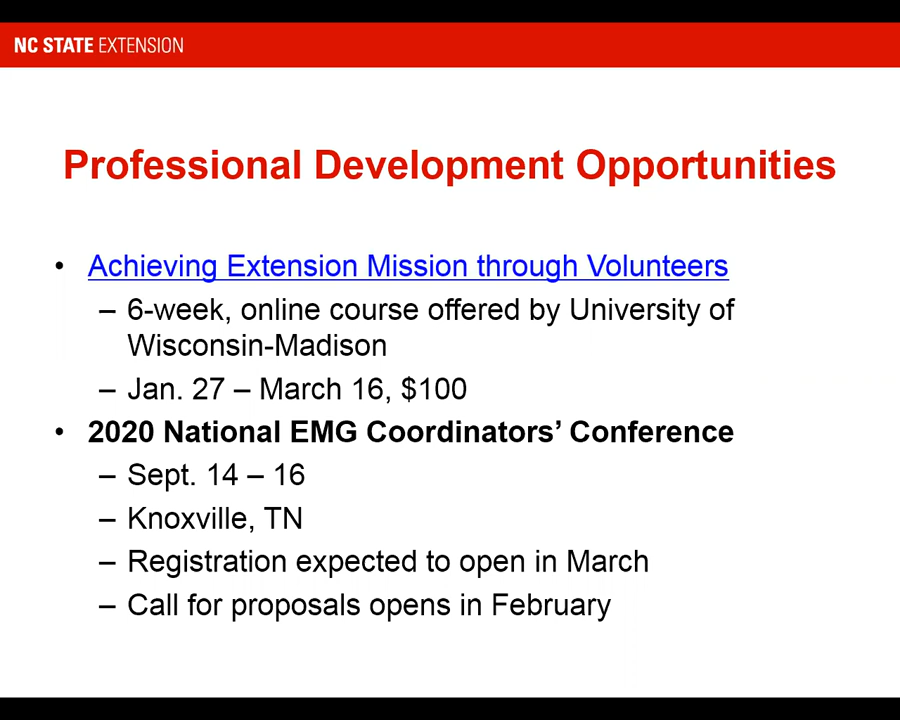 NC STATE EXTENSION
Professional Development Opportunities
• Achieving Extension Mission through Volunteers
– 6-week, online course offered by University of
Wisconsin-Madison
– Jan. 27 – March 16, $100
• 2020 National EMG Coordinators’ Conference
– Sept. 14 – 16
– Knoxville, TN
– Registration expected to open in March
– Call for proposals opens in February